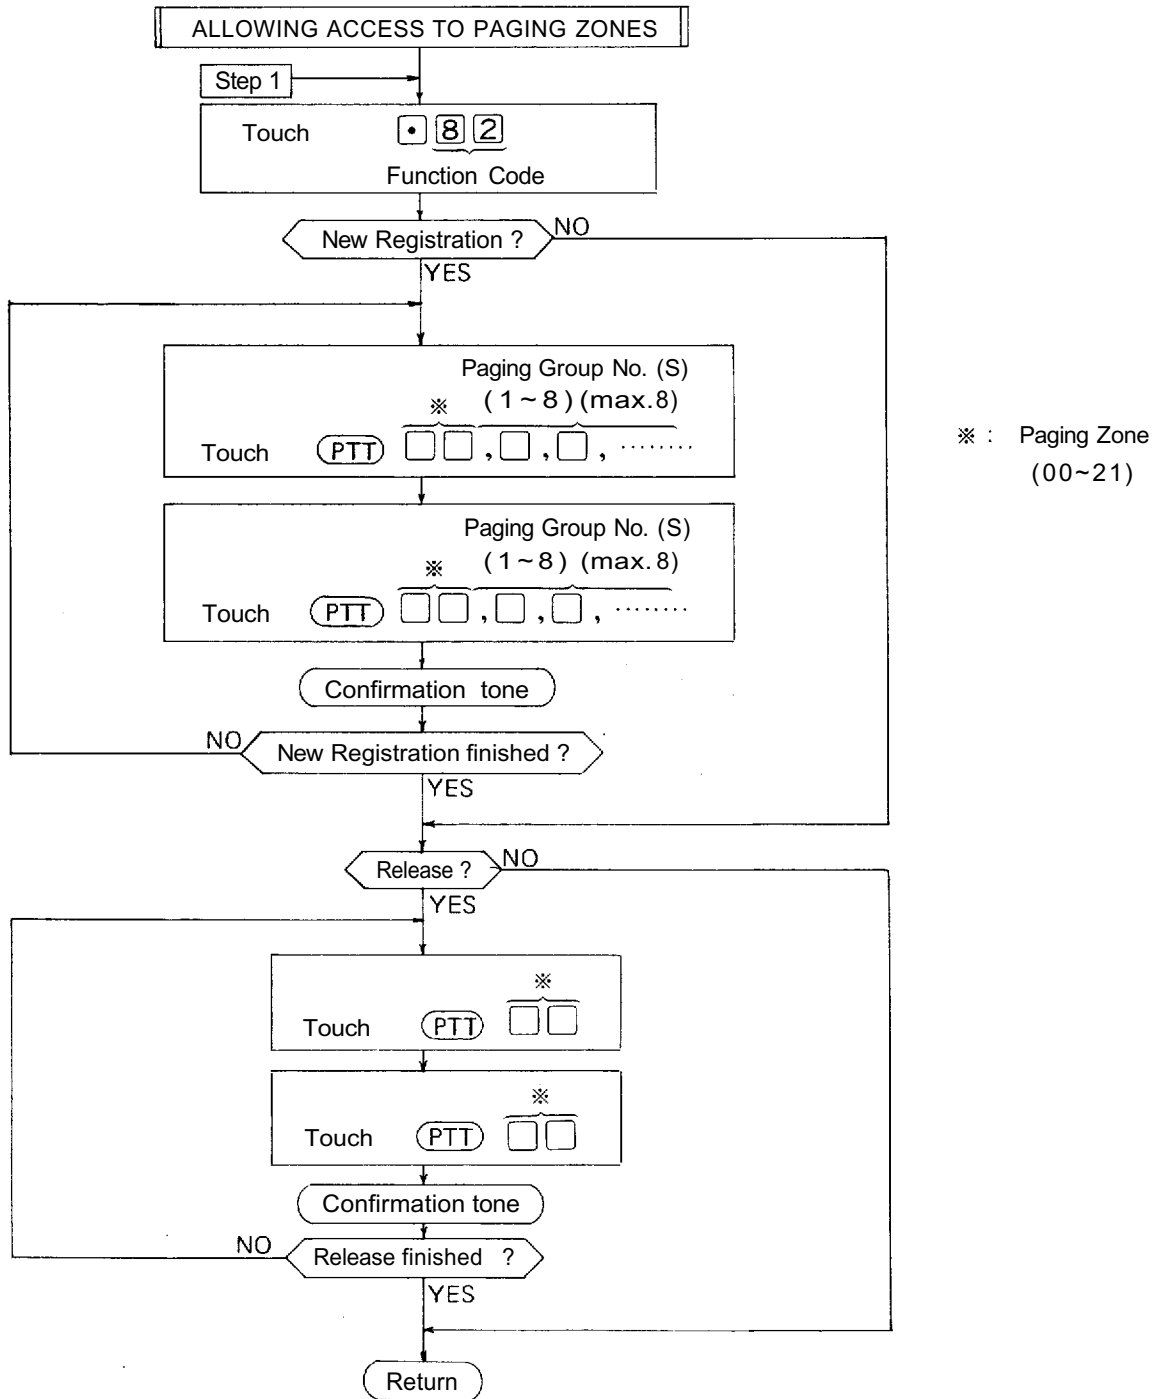 ALLOWING ACCESS TO PAGING ZONES
Step 1
Touch • 8 2
Function Code
New Registration ? NO
YES
Paging Group No. (S)
※ (1~8) (max.8)
Touch PTT , , , ········
※ : Paging Zone
(00~21)
Paging Group No. (S)
※ (1~8) (max.8)
Touch PTT , , , ········
Confirmation tone
NO New Registration finished ?
YES
Release ? NO
YES
※
Touch PTT
※
Touch PTT
Confirmation tone
NO Release finished ?
YES
Return